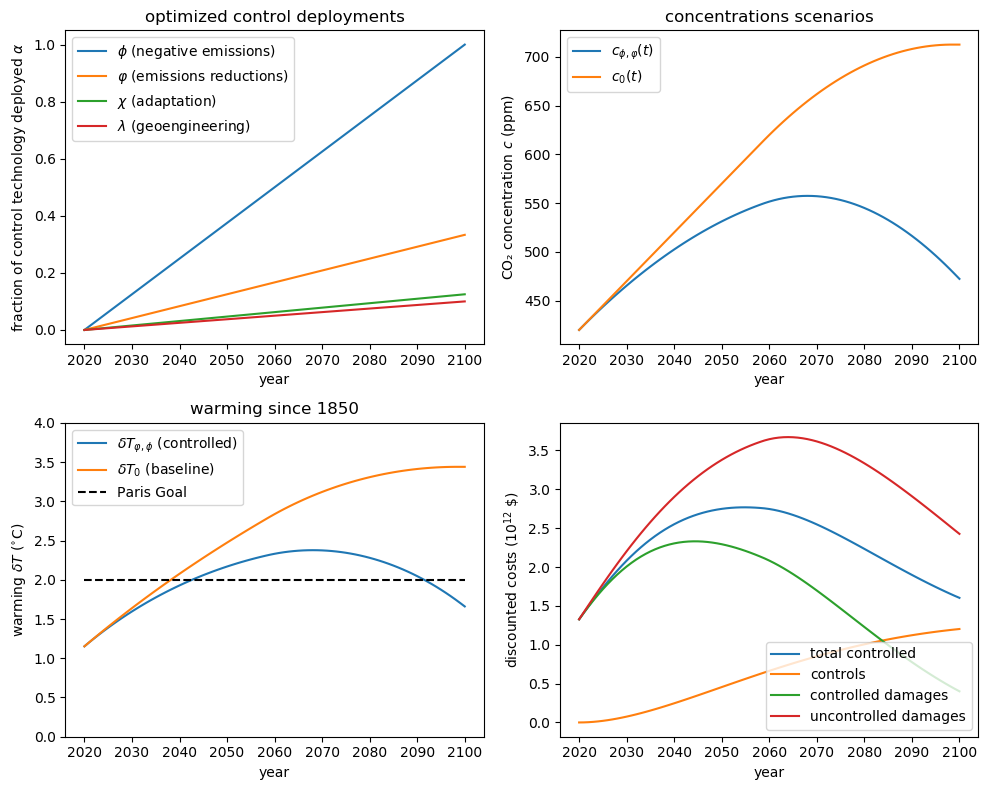 optimized control deployments
fraction of control technology deployed α
1.0
0.8
0.6
0.4
0.2
0.0
ϕ (negative emissions)
φ (emissions reductions)
χ (adaptation)
λ (geoengineering)
2020 2030 2040 2050 2060 2070 2080 2090 2100
year
concentrations scenarios
CO₂ concentration c (ppm)
700
650
600
550
500
450
c_{ϕ,φ}(t)
c₀(t)
2020 2030 2040 2050 2060 2070 2080 2090 2100
year
warming since 1850
warming δT (°C)
4.0
3.5
3.0
2.5
2.0
1.5
1.0
0.5
0.0
δT_{φ,ϕ} (controlled)
δT₀ (baseline)
Paris Goal
2020 2030 2040 2050 2060 2070 2080 2090 2100
year
discounted costs (10¹² $)
3.5
3.0
2.5
2.0
1.5
1.0
0.5
0.0
total controlled
controls
controlled damages
uncontrolled damages
2020 2030 2040 2050 2060 2070 2080 2090 2100
year